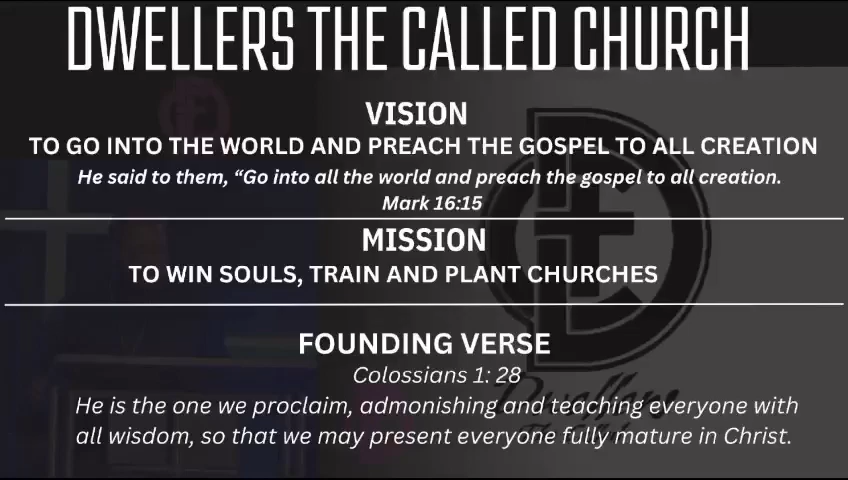 DWELLERS THE CALLED CHURCH
VISION
TO GO INTO THE WORLD AND PREACH THE GOSPEL TO ALL CREATION
He said to them, “Go into all the world and preach the gospel to all creation.
Mark 16:15
MISSION
TO WIN SOULS, TRAIN AND PLANT CHURCHES
FOUNDING VERSE
Colossians 1: 28
He is the one we proclaim, admonishing and teaching everyone with
all wisdom, so that we may present everyone fully mature in Christ.
Dwellers